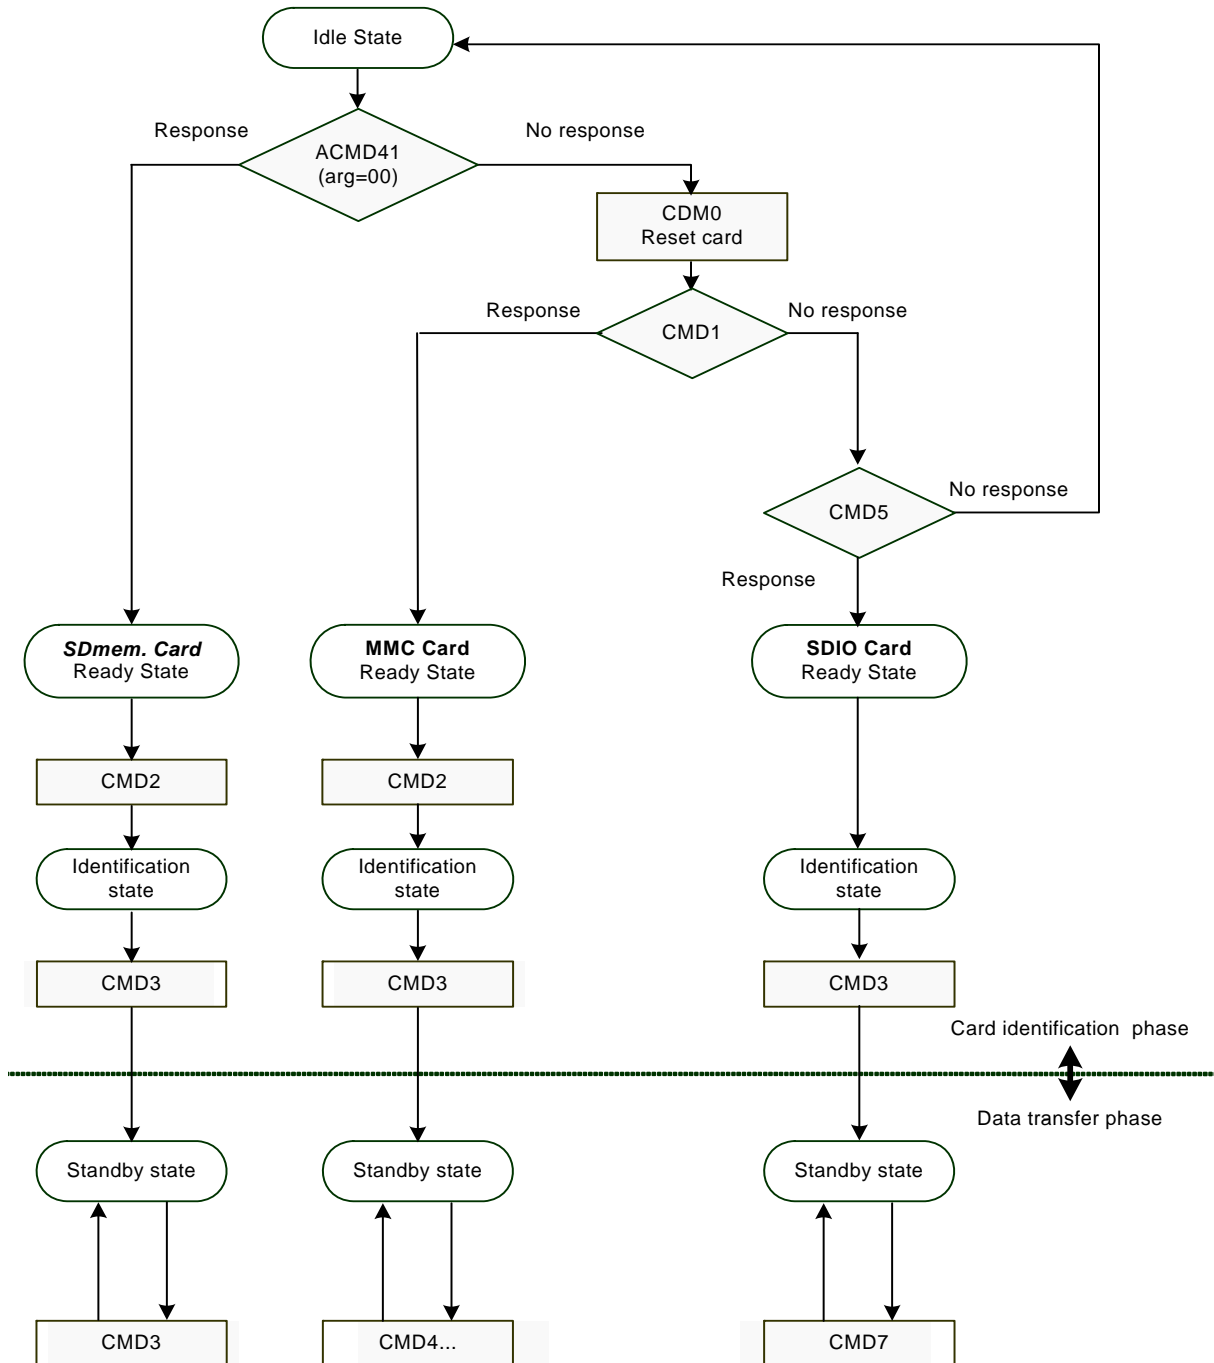 Idle State
Response
No response
ACMD41
(arg=00)
CDM0
Reset card
Response
No response
CMD1
No response
CMD5
Response
SDmem. Card
Ready State
MMC Card
Ready State
SDIO Card
Ready State
CMD2
CMD2
Identification
state
Identification
state
Identification
state
CMD3
CMD3
CMD3
Card identification phase
Data transfer phase
Standby state
Standby state
Standby state
CMD3
CMD4...
CMD7